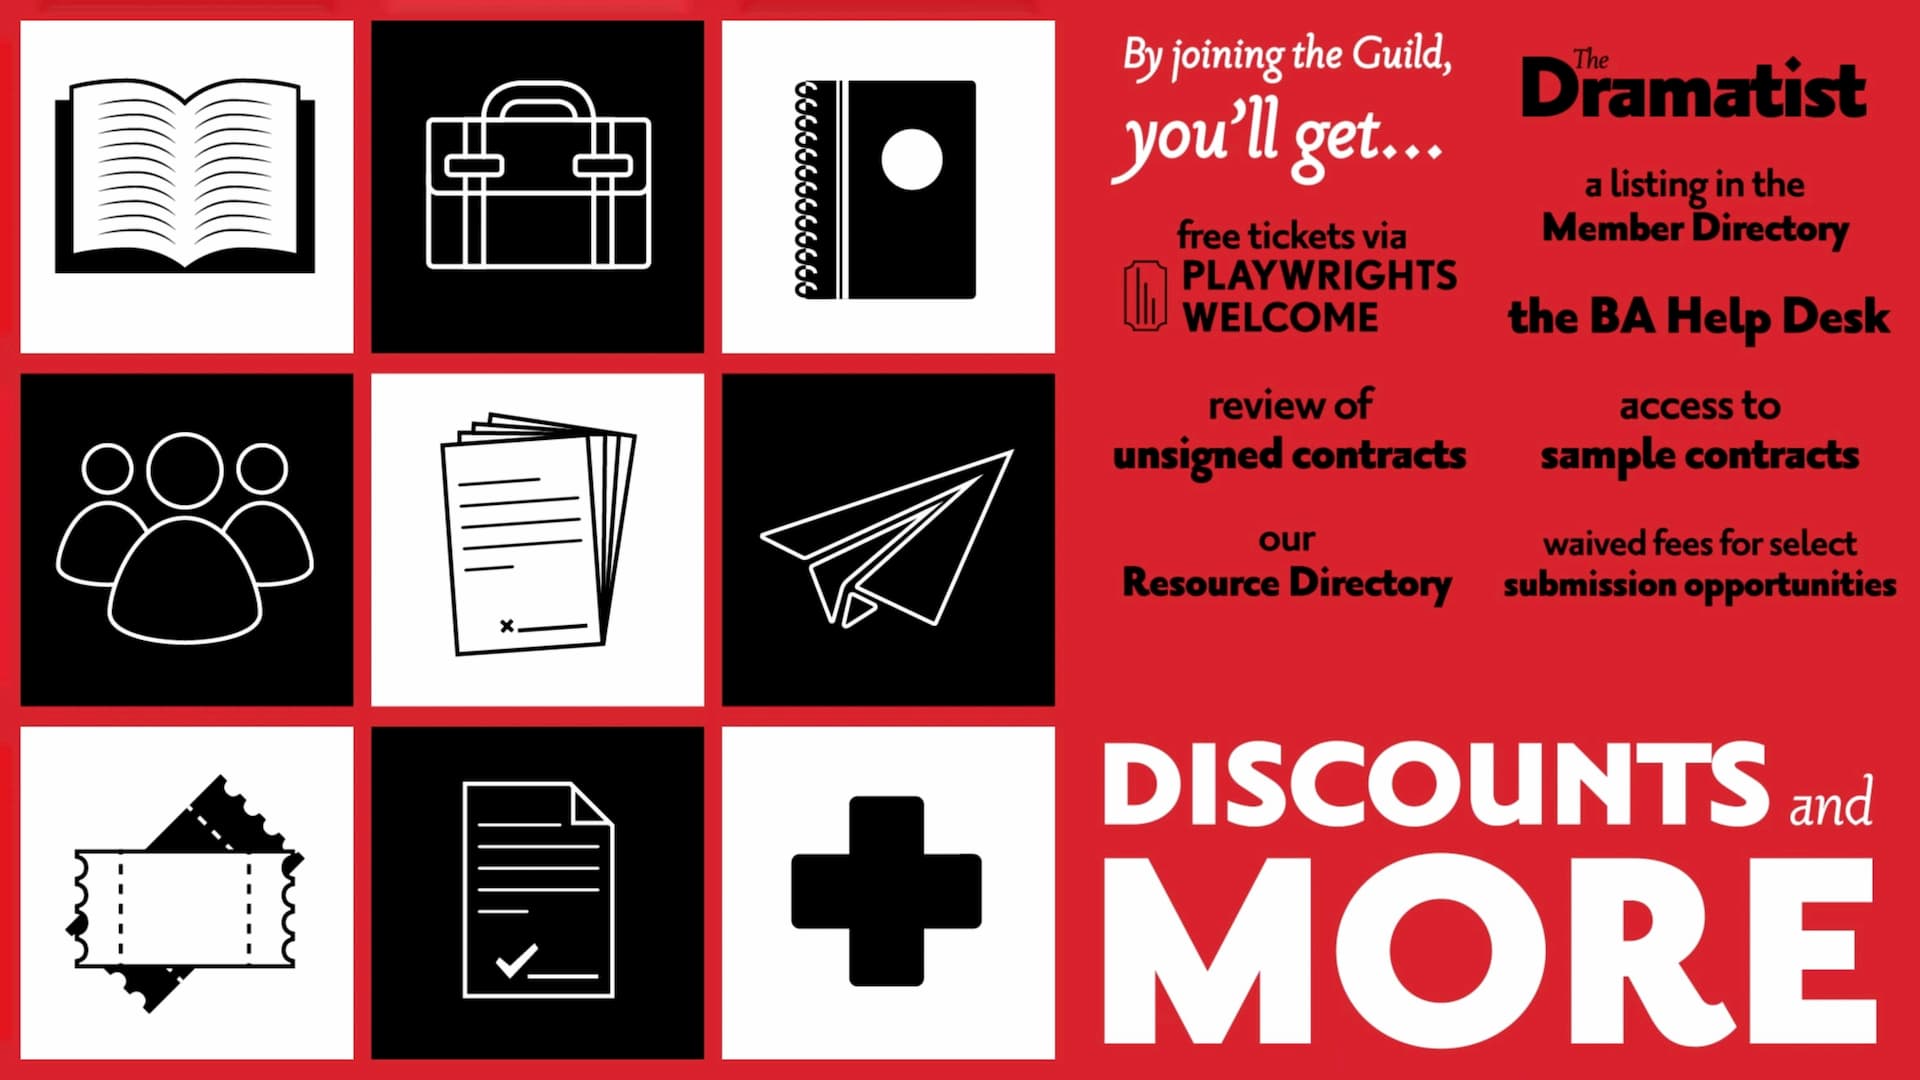 By joining the Guild,
you'll get...
The
Dramatist
a listing in the
Member Directory
free tickets via
PLAYWRIGHTS
WELCOME
the BA Help Desk
review of
unsigned contracts
access to
sample contracts
our
Resource Directory
waived fees for select
submission opportunities
DISCOUNTS and
MORE